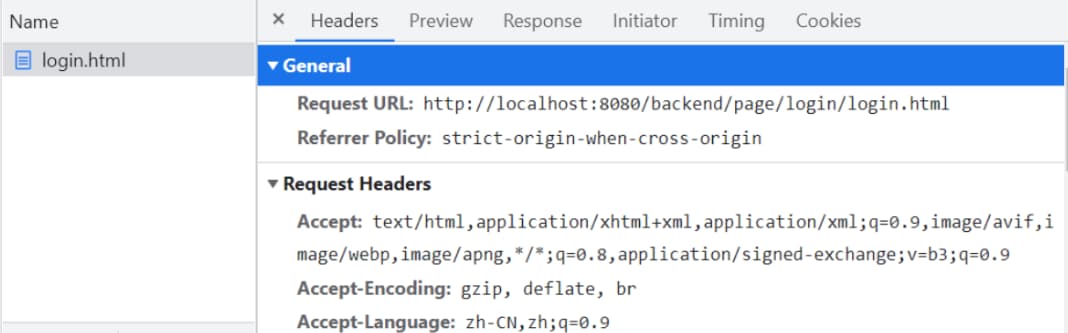 Name
× Headers Preview Response Initiator Timing Cookies
login.html
General
Request URL: http://localhost:8080/backend/page/login/login.html
Referrer Policy: strict-origin-when-cross-origin
Request Headers
Accept: text/html,application/xhtml+xml,application/xml;q=0.9,image/avif,i
mage/webp,image/apng,*/*;q=0.8,application/signed-exchange;v=b3;q=0.9
Accept-Encoding: gzip, deflate, br
Accept-Language: zh-CN,zh;q=0.9